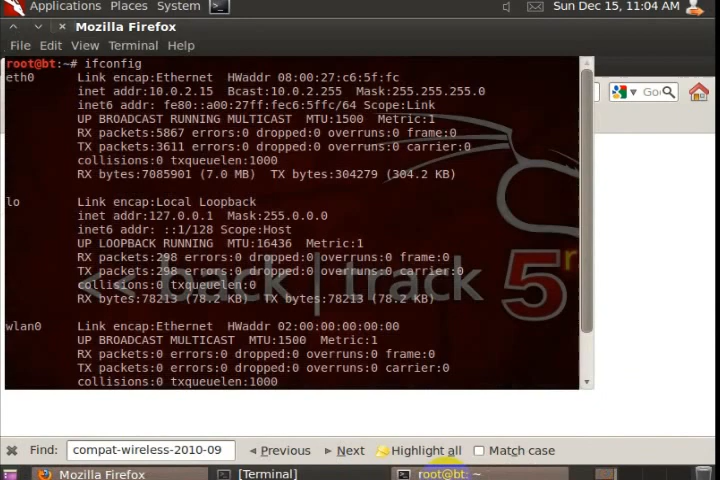 Applications Places System
Sun Dec 15, 11:04 AM
Mozilla Firefox
File Edit View Terminal Help
root@bt:~# ifconfig
eth0 Link encap:Ethernet HWaddr 08:00:27:c6:5f:fc
inet addr:10.0.2.15 Bcast:10.0.2.255 Mask:255.255.255.0
inet6 addr: fe80::a00:27ff:fec6:5ffc/64 Scope:Link
UP BROADCAST RUNNING MULTICAST MTU:1500 Metric:1
RX packets:5867 errors:0 dropped:0 overruns:0 frame:0
TX packets:3611 errors:0 dropped:0 overruns:0 carrier:0
collisions:0 txqueuelen:1000
RX bytes:7085901 (7.0 MB) TX bytes:304279 (304.2 KB)
lo Link encap:Local Loopback
inet addr:127.0.0.1 Mask:255.0.0.0
inet6 addr: ::1/128 Scope:Host
UP LOOPBACK RUNNING MTU:16436 Metric:1
RX packets:298 errors:0 dropped:0 overruns:0 frame:0
TX packets:298 errors:0 dropped:0 overruns:0 carrier:0
collisions:0 txqueuelen:0
RX bytes:78213 (78.2 KB) TX bytes:78213 (78.2 KB)
<< back | track 5 r
wlan0 Link encap:Ethernet HWaddr 02:00:00:00:00:00
UP BROADCAST MULTICAST MTU:1500 Metric:1
RX packets:0 errors:0 dropped:0 overruns:0 frame:0
TX packets:0 errors:0 dropped:0 overruns:0 carrier:0
collisions:0 txqueuelen:1000
Goo
Find: compat-wireless-2010-09 Previous Next Highlight all Match case
Mozilla Firefox [Terminal] root@bt: ~